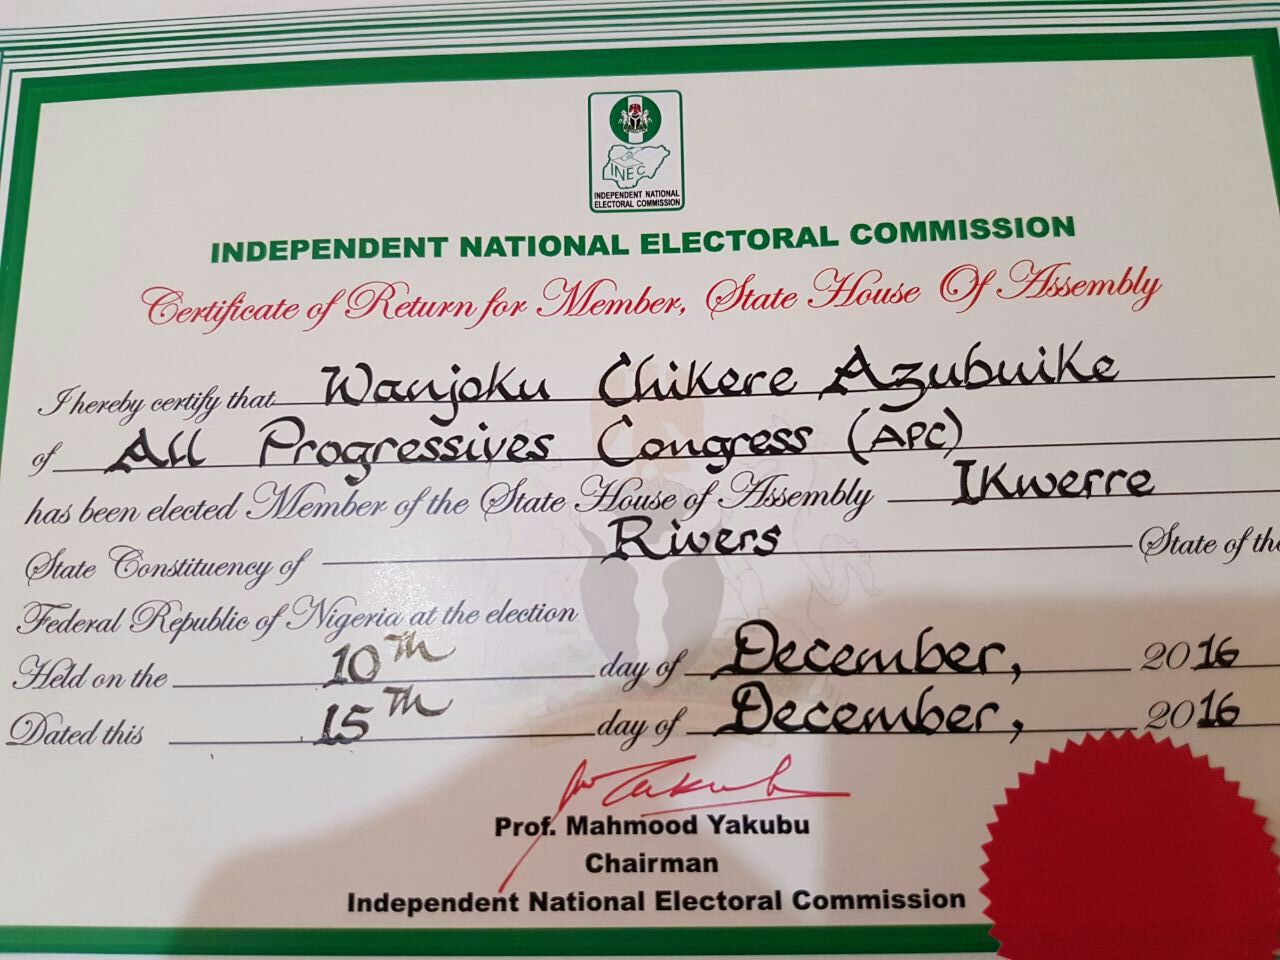 INEC
INDEPENDENT NATIONAL
ELECTORAL COMMISSION
INDEPENDENT NATIONAL ELECTORAL COMMISSION
Certificate of Return for Member, State House Of Assembly
I hereby certify that Wanjoku Chikere Azubuike
of All Progressives Congress (APC)
has been elected Member of the State House of Assembly Ikwerre
State Constituency of Rivers State of the
Federal Republic of Nigeria at the election
Held on the 10Th day of December, 2016
Dated this 15Th day of December, 2016
Prof. Mahmood Yakubu
Chairman
Independent National Electoral Commission